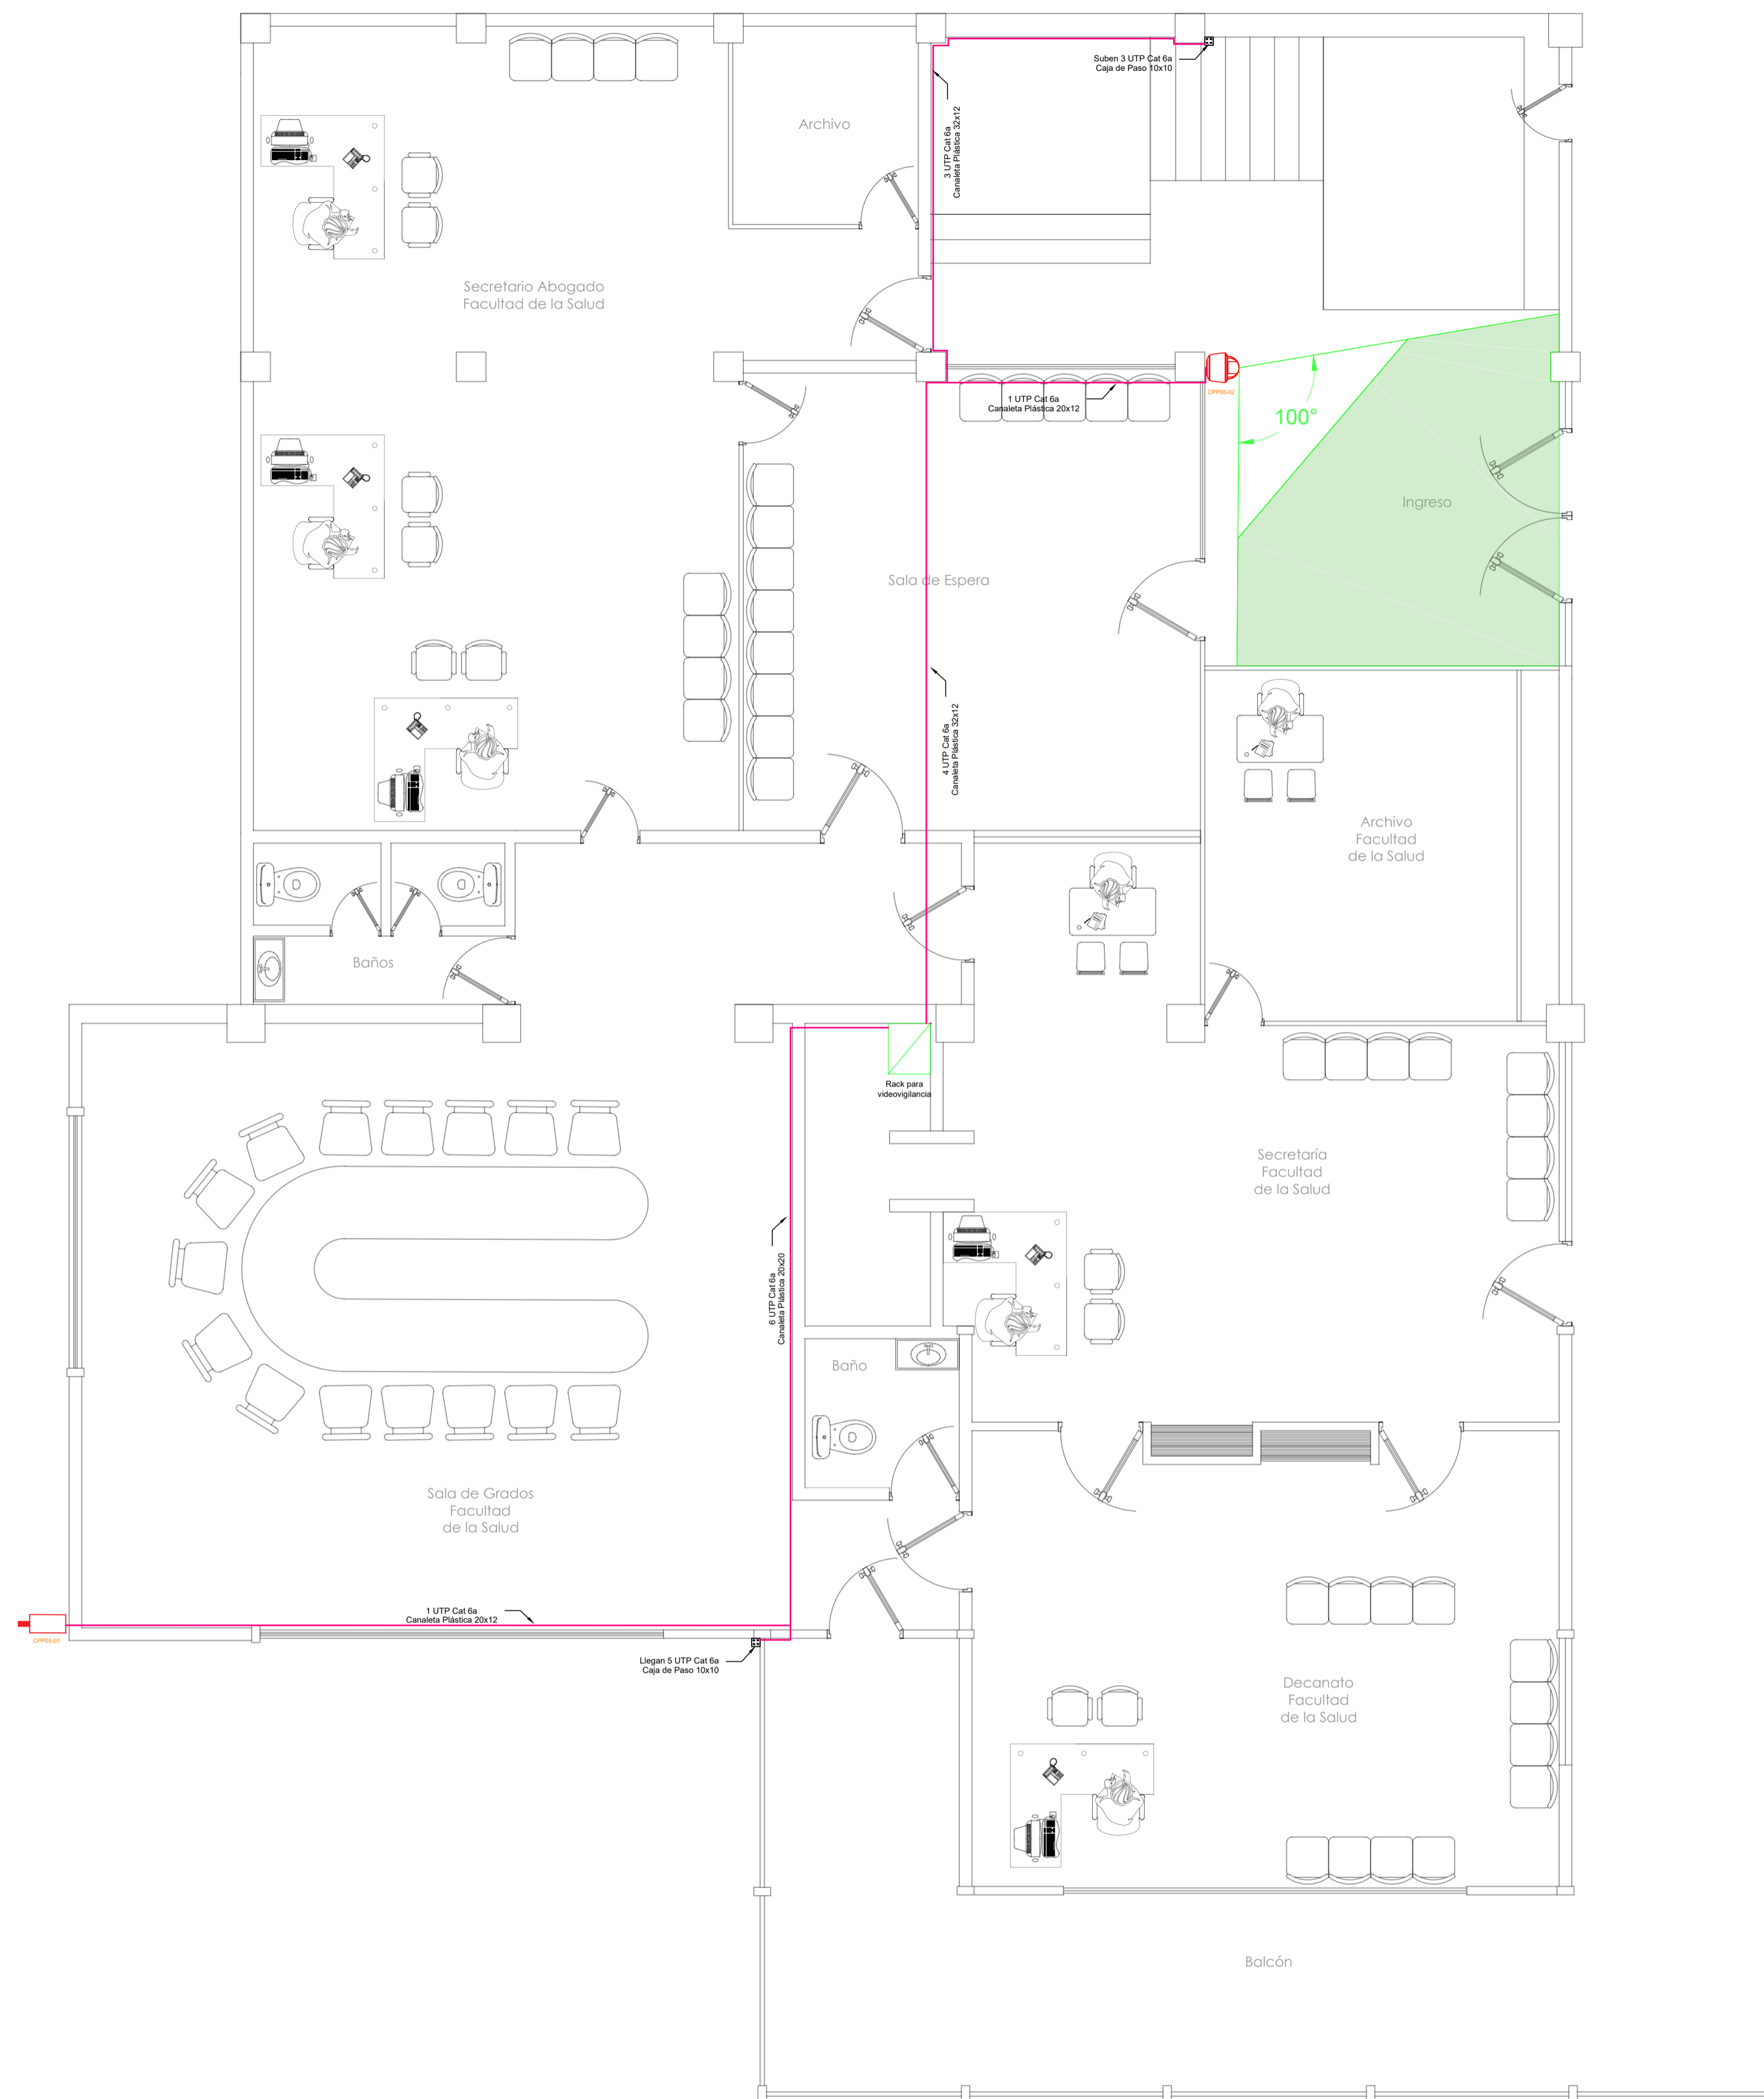 Suben 3 UTP Cat 6a
Caja de Paso 10x10
Archivo
3 UTP Cat 6a
Canaleta Plástica 32x12
Secretario Abogado
Facultad de la Salud
CPP05-02
1 UTP Cat 6a
Canaleta Plástica 20x12
100°
Ingreso
Sala de Espera
4 UTP Cat 6a
Canaleta Plástica 32x12
Archivo
Facultad
de la Salud
Baños
Rack para
videovigilancia
Secretaría
Facultad
de la Salud
6 UTP Cat 6a
Canaleta Plástica 20x20
Baño
Sala de Grados
Facultad
de la Salud
1 UTP Cat 6a
Canaleta Plástica 20x12
CPP05-01
Llegan 5 UTP Cat 6a
Caja de Paso 10x10
Decanato
Facultad
de la Salud
Balcón